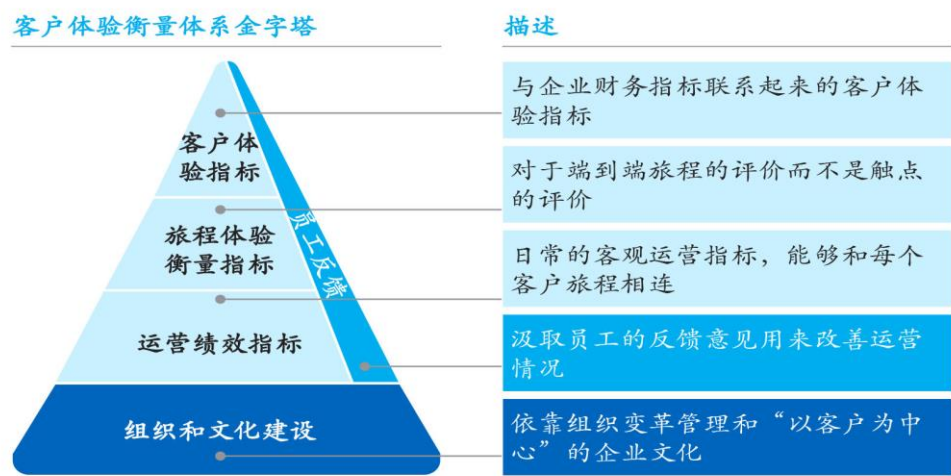 客户体验衡量体系金字塔
描述
客户体
验指标
旅程体验
衡量指标
运营绩效指标
员工反馈
组织和文化建设
与企业财务指标联系起来的客户体
验指标
对于端到端旅程的评价而不是触点
的评价
日常的客观运营指标，能够和每个
客户旅程相连
汲取员工的反馈意见用来改善运营
情况
依靠组织变革管理和“以客户为中
心”的企业文化